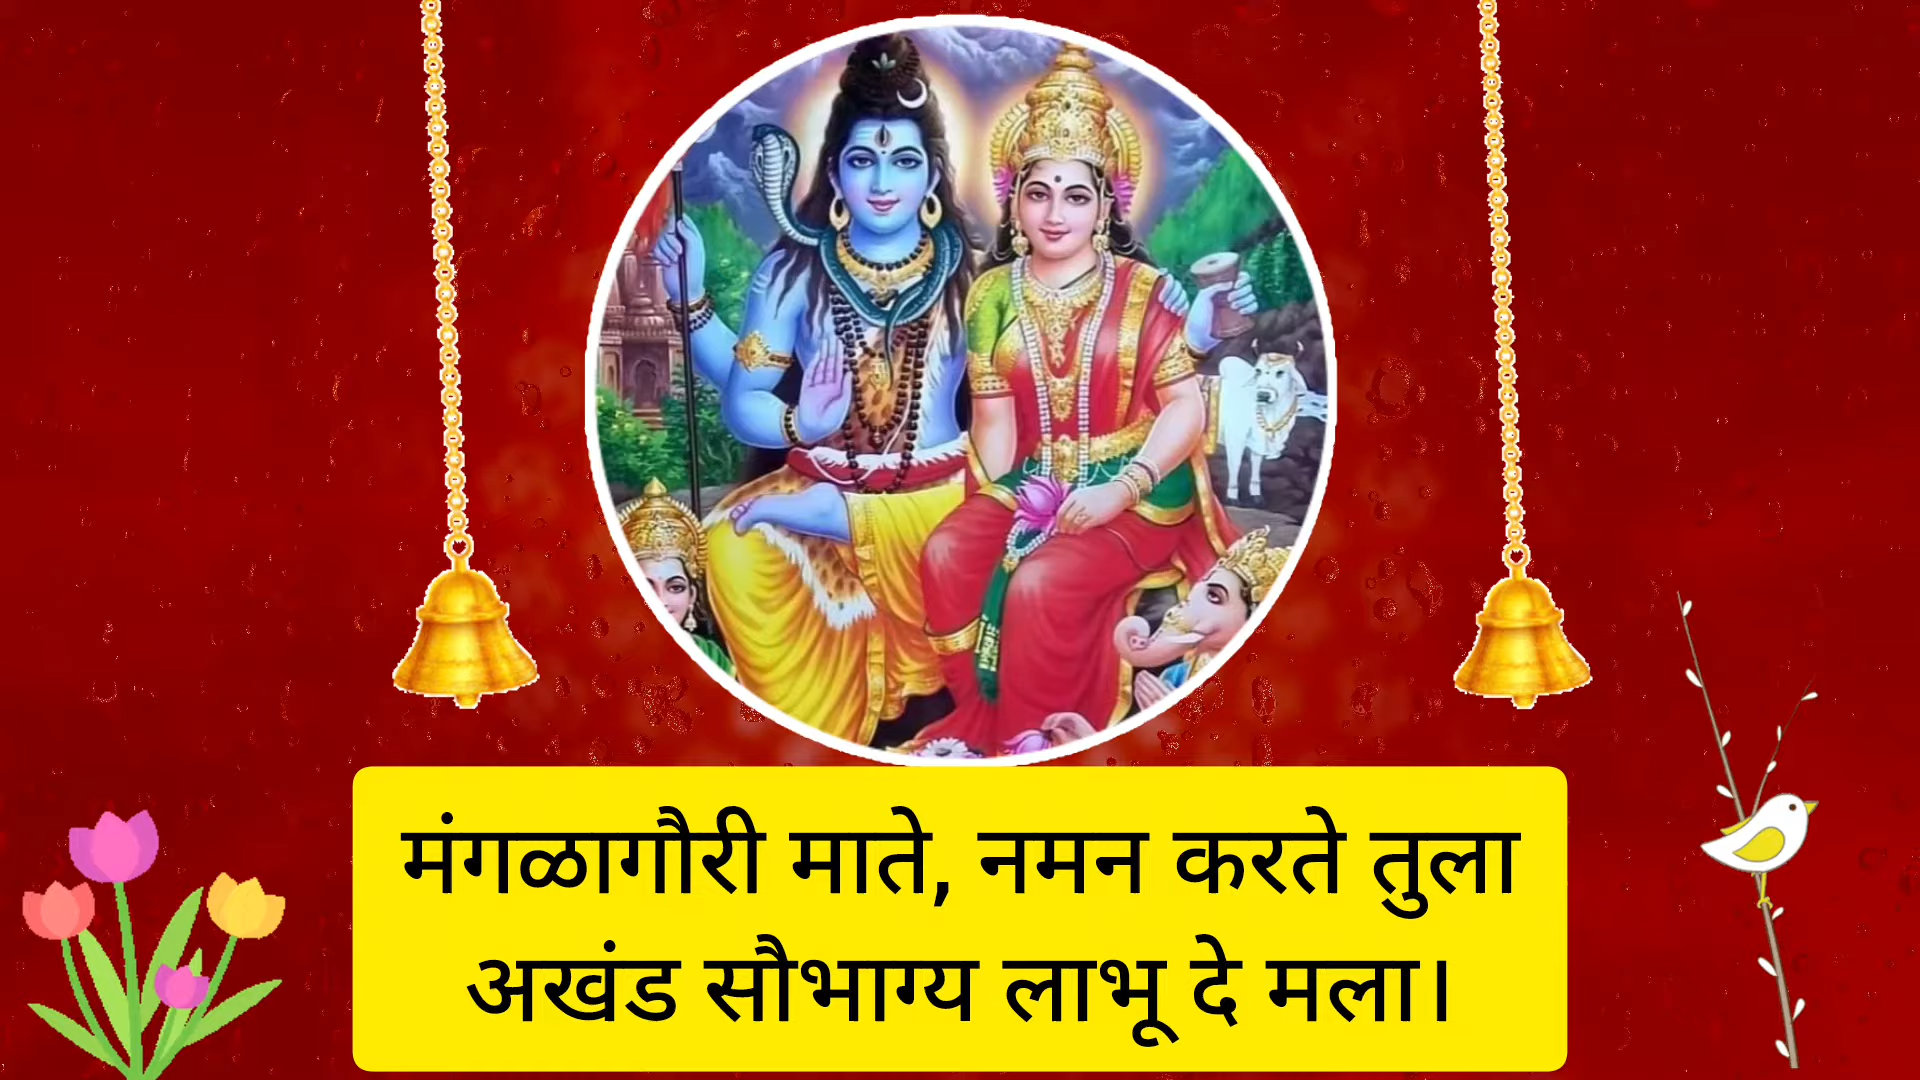 मंगळागौरी माते, नमन करते तुला
अखंड सौभाग्य लाभू दे मला।